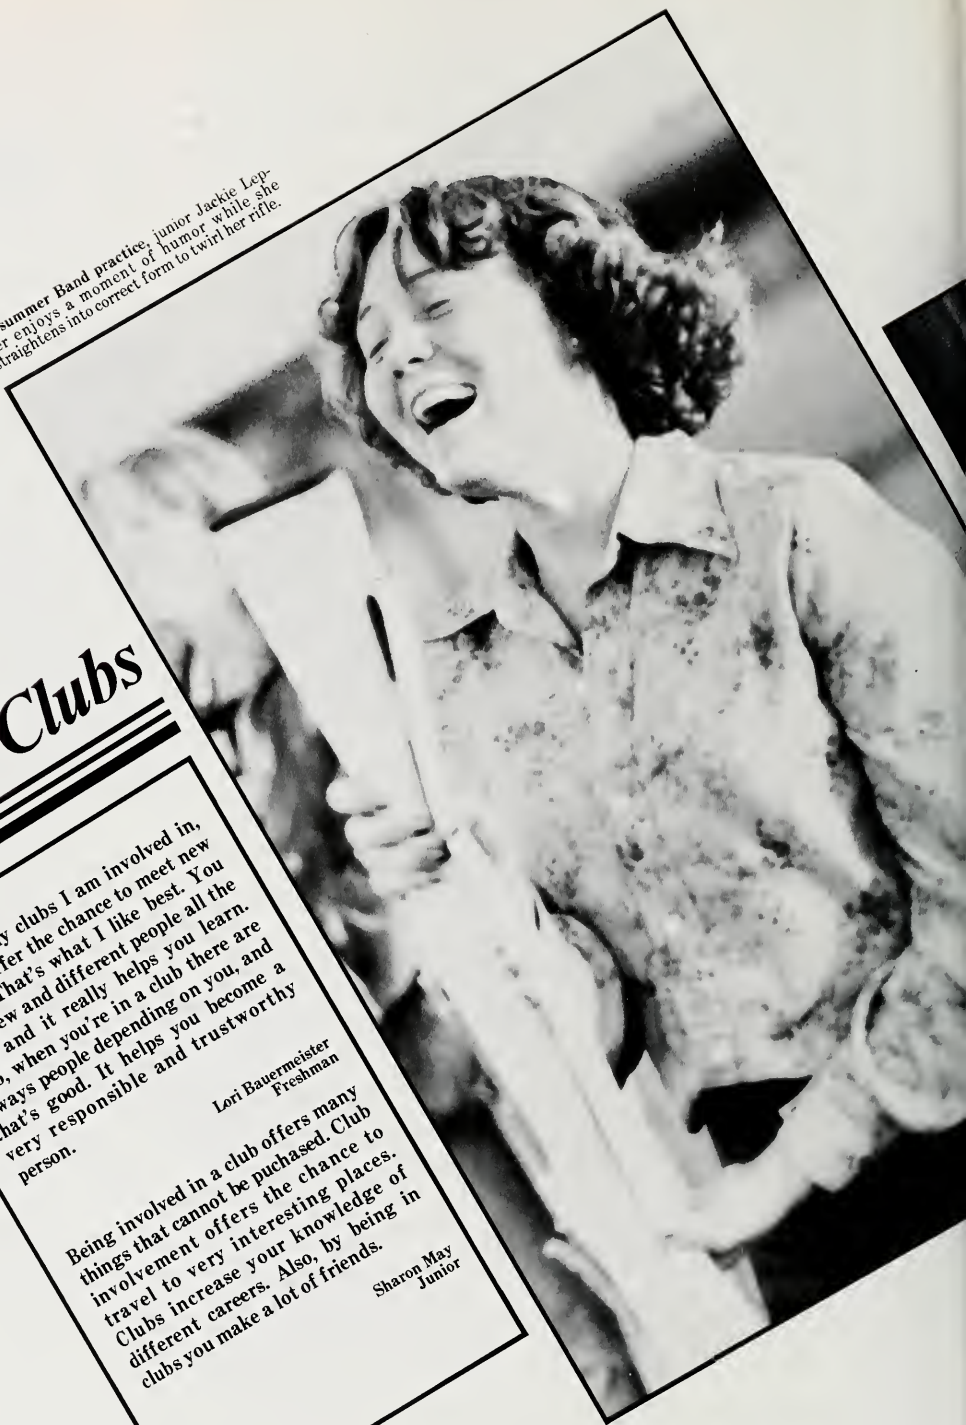 summer Band practice, junior Jackie Lep-
er enjoys a moment of humor while she
straightens into correct form to twirl her rifle.
Clubs
clubs I am involved in,
the chance to meet new
That's what I like best. You
and different people all the
and it really helps you learn.
when you're in a club there are
people depending on you, and
that's good. It helps you become a
very responsible and trustworthy
person.
Lori Bauermeister
Freshman
Being involved in a club offers many
things that cannot be puchased. Club
involvement offers the chance to
travel to very interesting places.
Clubs increase your knowledge of
different careers. Also, by being in
clubs you make a lot of friends.
Sharon May
Junior